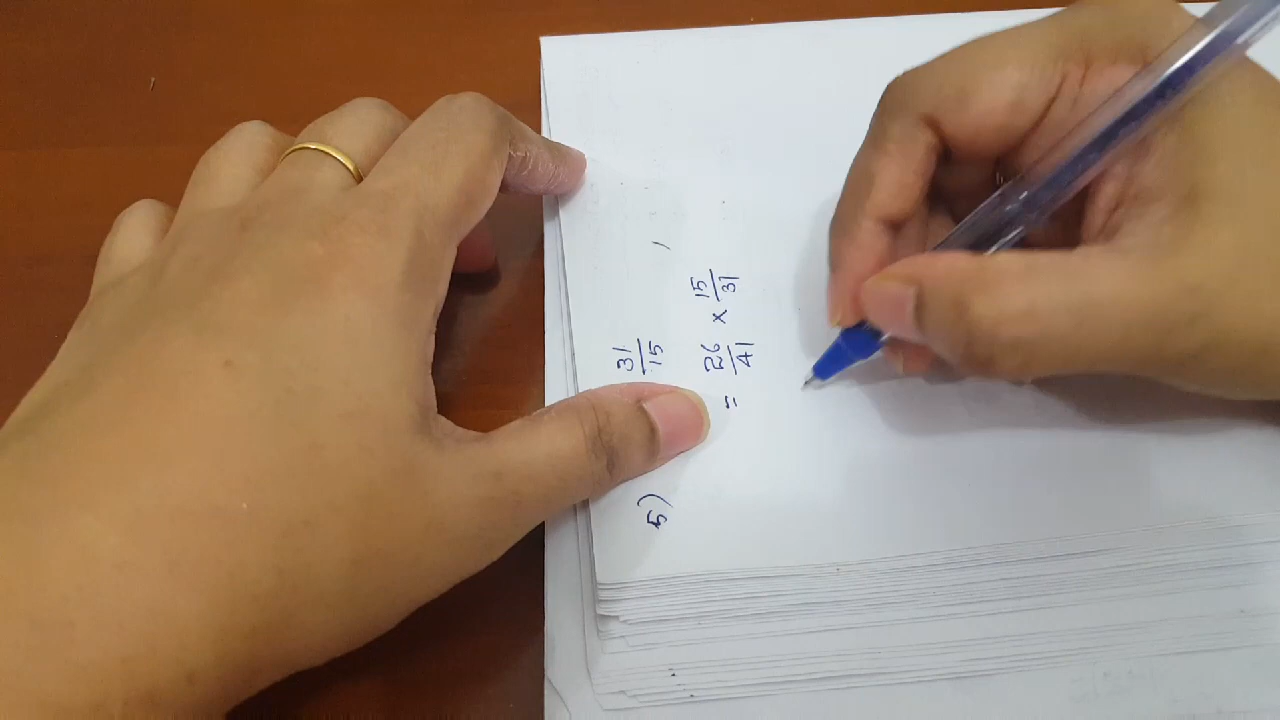 5) 31/15
= 26/41 × 15/31